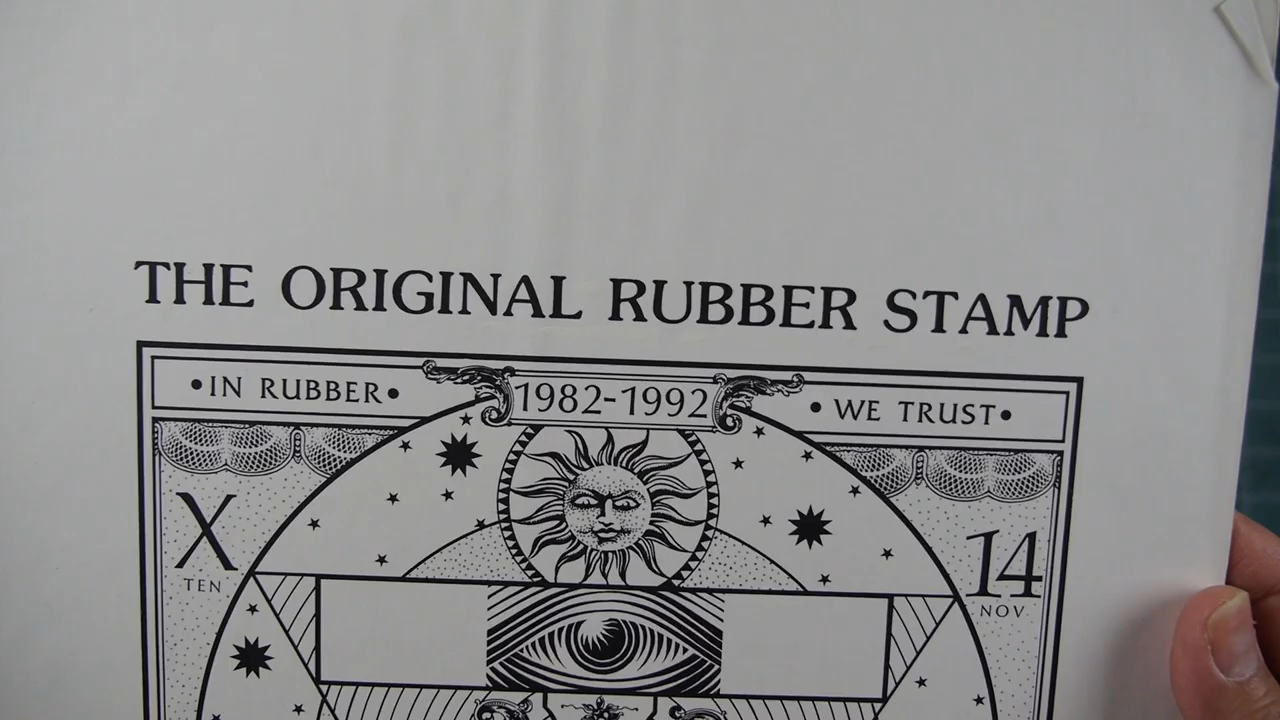 THE ORIGINAL RUBBER STAMP
•IN RUBBER•
1982-1992
•WE TRUST•
X
TEN
14
NOV